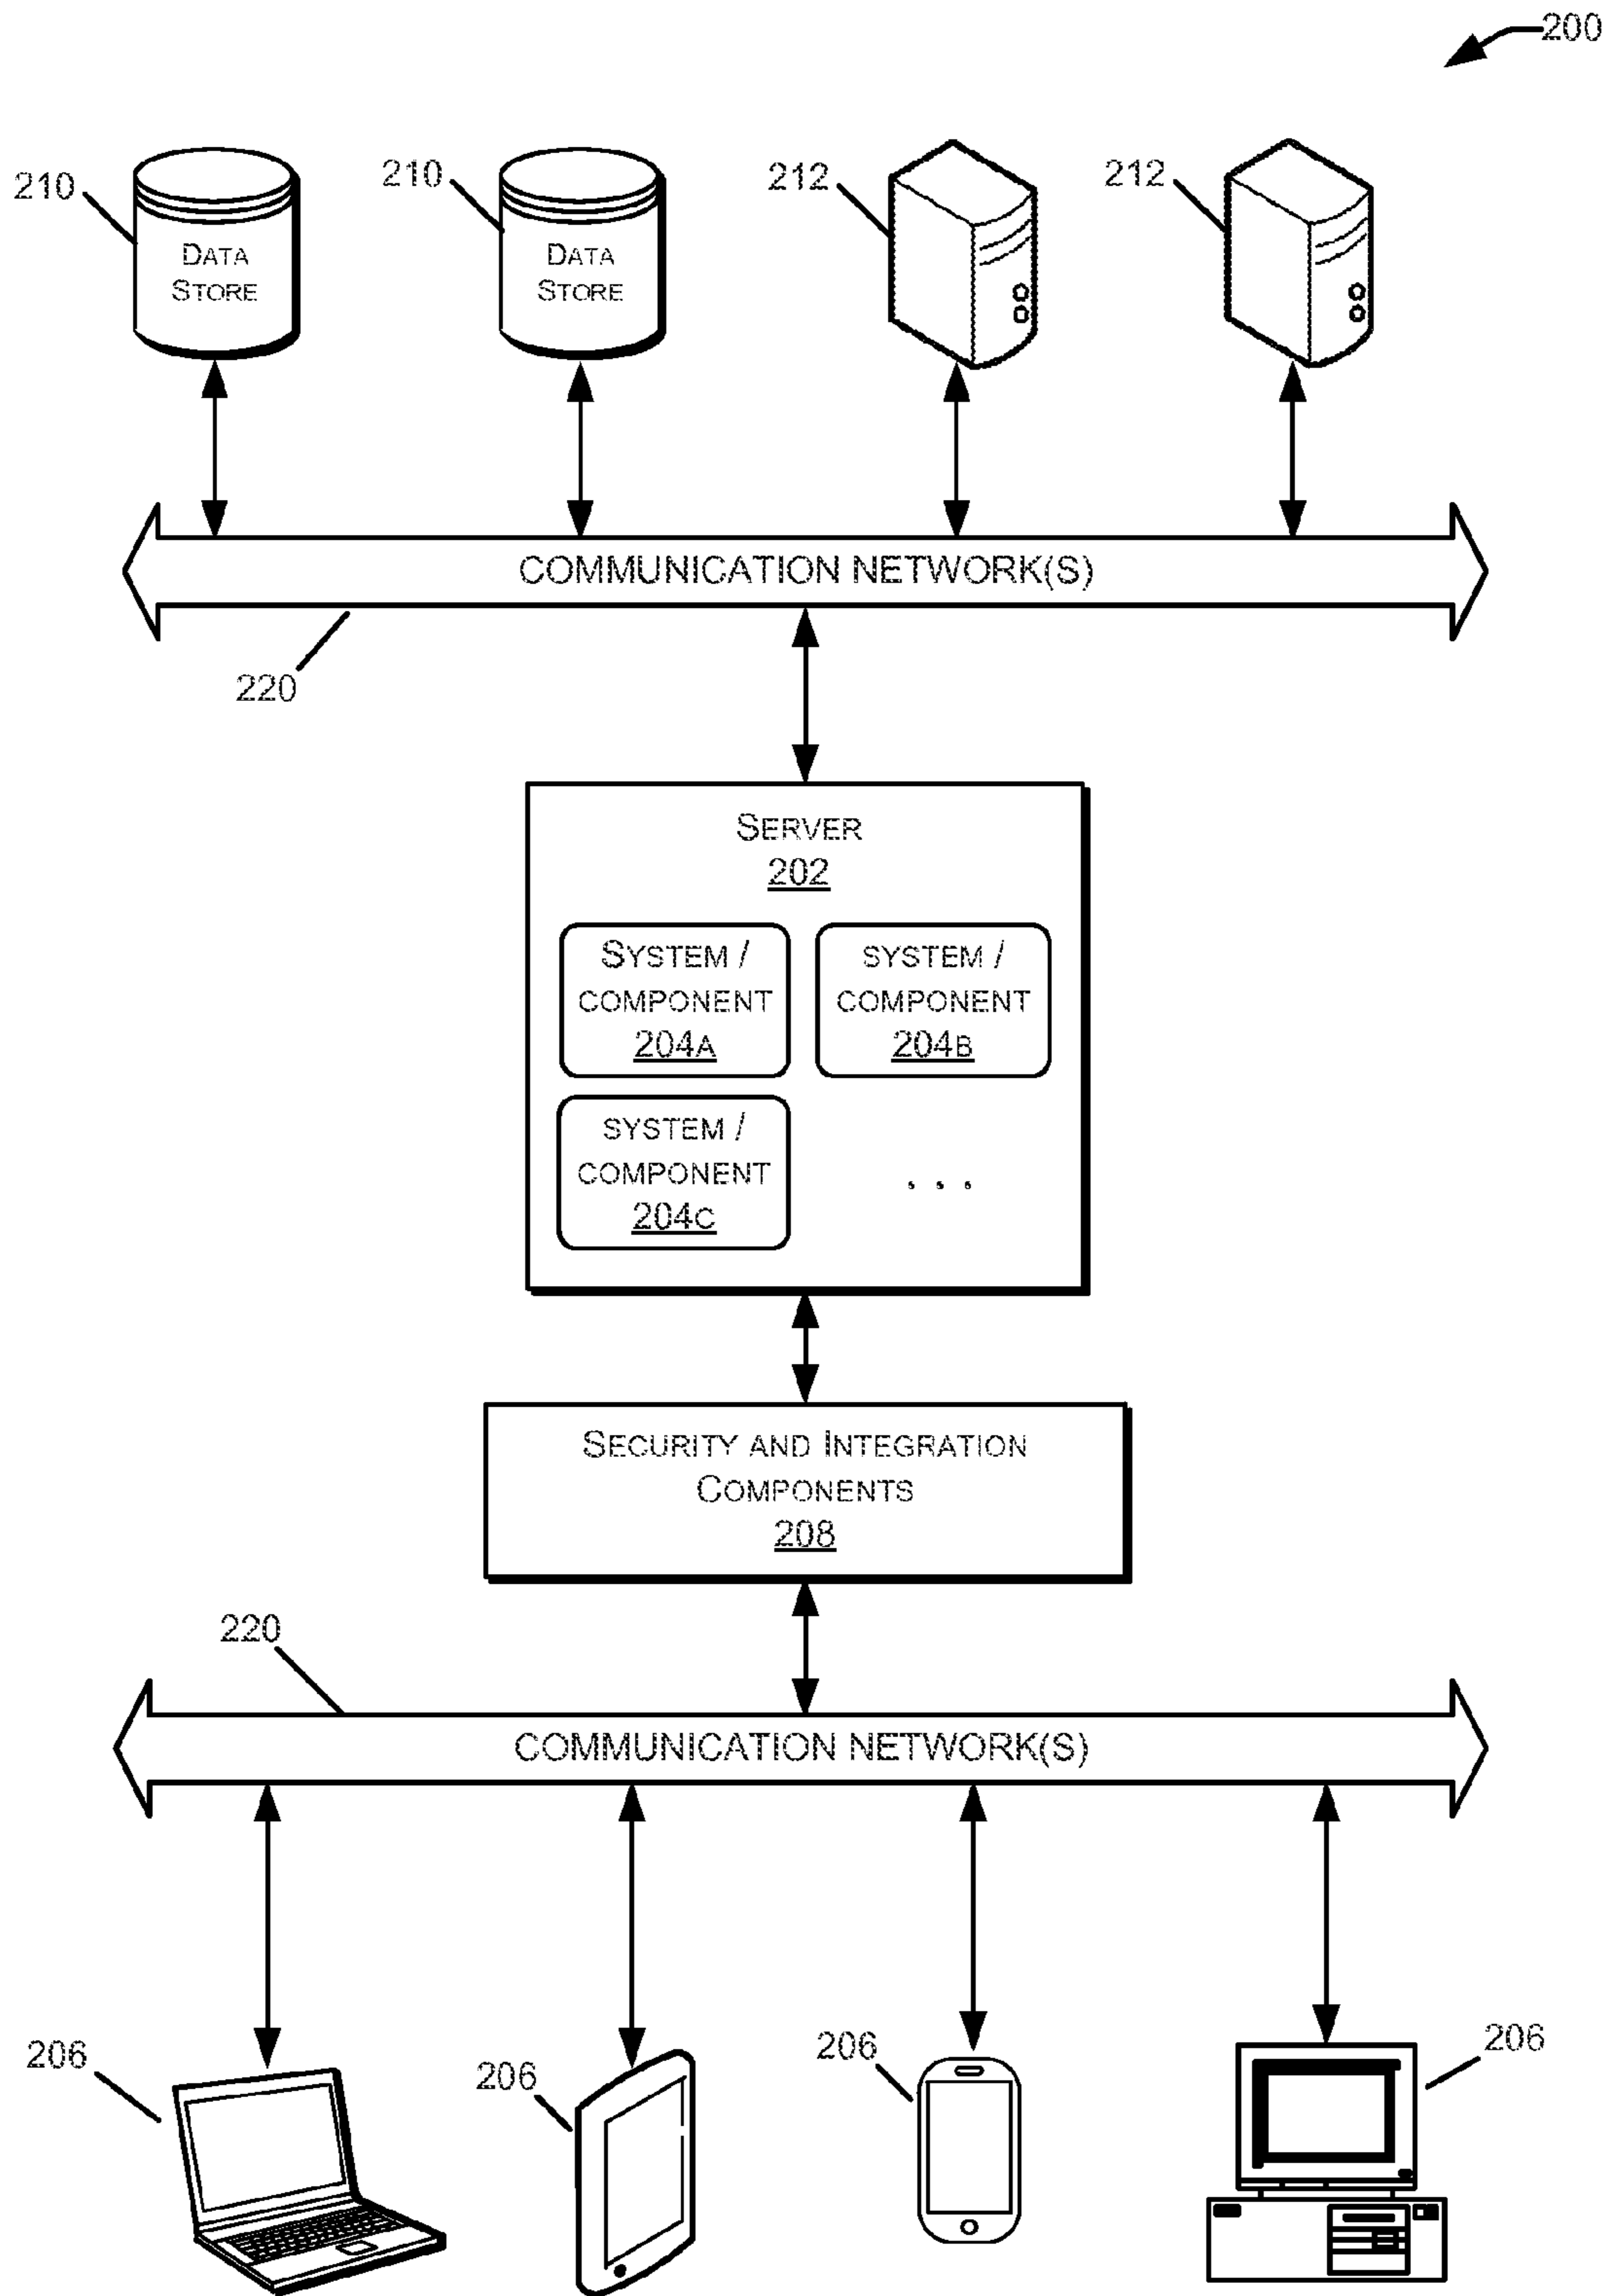 200
210
210
212
212
DATA
STORE
DATA
STORE
COMMUNICATION NETWORK(S)
220
SERVER
202
SYSTEM /
COMPONENT
204A
SYSTEM /
COMPONENT
204B
SYSTEM /
COMPONENT
204C
. . .
SECURITY AND INTEGRATION
COMPONENTS
208
220
COMMUNICATION NETWORK(S)
206
206
206
206